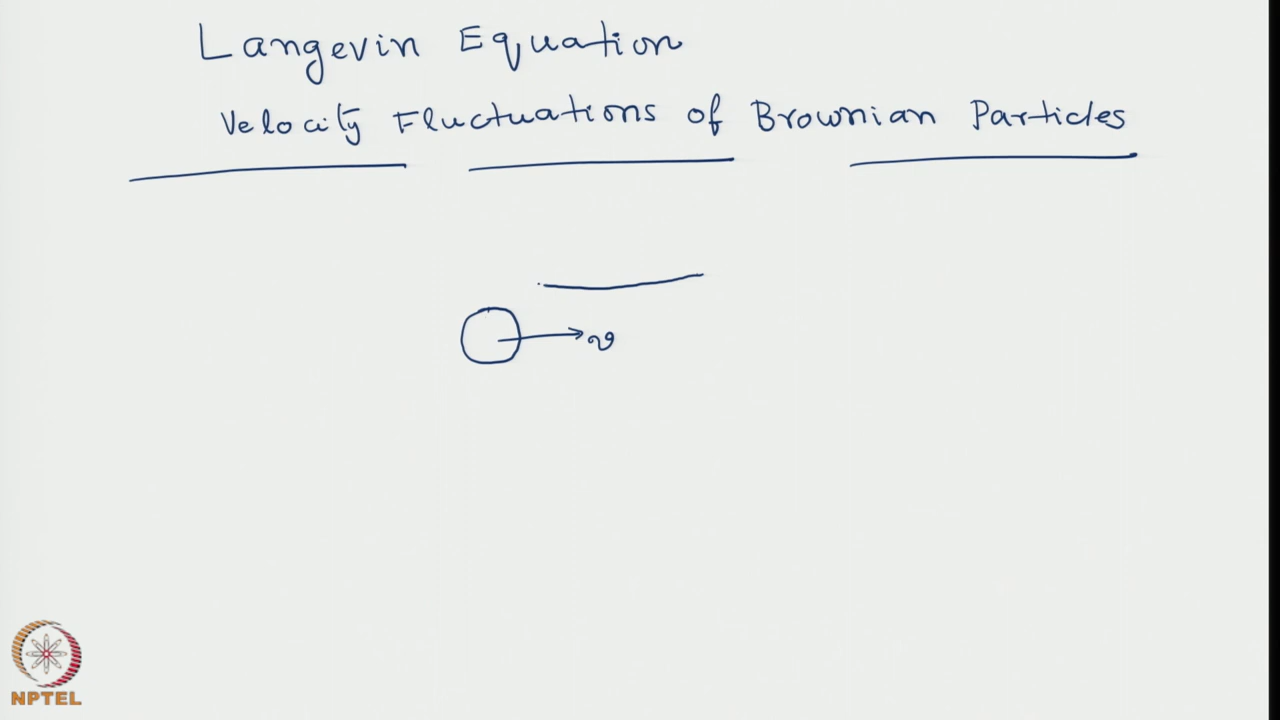 Langevin Equation
Velocity Fluctuations of Brownian Particles
v
NPTEL